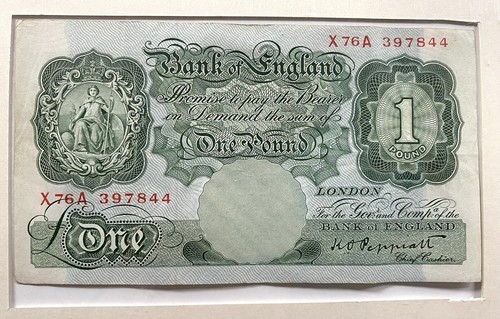 X76A 397844
Bank of England
Promise to pay the Bearer
on Demand the sum of
One Pound
1
POUND
X76A 397844
LONDON
For the Govr. and Compa. of the
BANK OF ENGLAND
K O Peppiatt
Chief Cashier.
£One